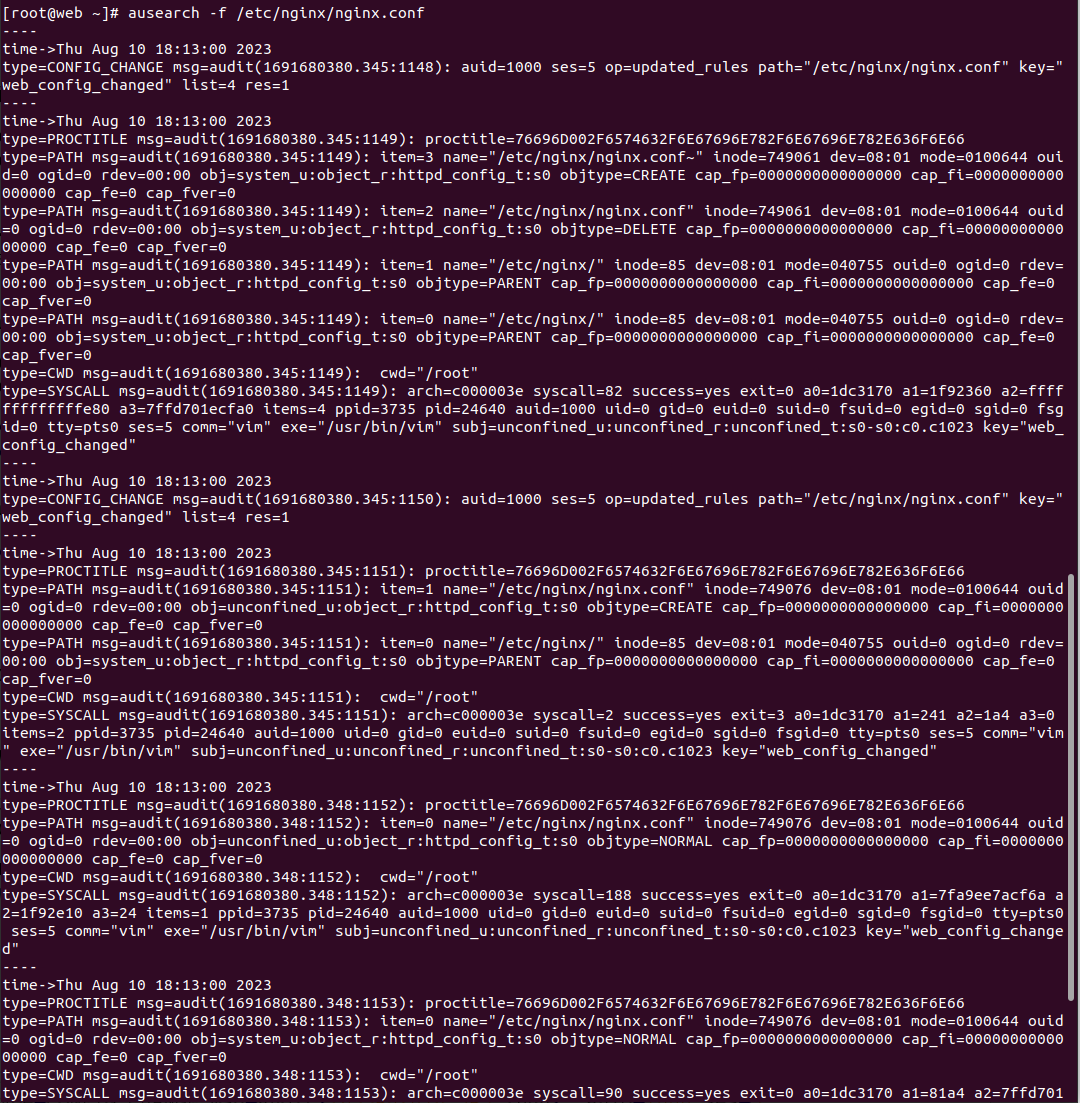 [root@web ~]# ausearch -f /etc/nginx/nginx.conf
----
time->Thu Aug 10 18:13:00 2023
type=CONFIG_CHANGE msg=audit(1691680380.345:1148): auid=1000 ses=5 op=updated_rules path="/etc/nginx/nginx.conf" key="
web_config_changed" list=4 res=1
----
time->Thu Aug 10 18:13:00 2023
type=PROCTITLE msg=audit(1691680380.345:1149): proctitle=76696D002F6574632F6E67696E782F6E67696E782E636F6E66
type=PATH msg=audit(1691680380.345:1149): item=3 name="/etc/nginx/nginx.conf~" inode=749061 dev=08:01 mode=0100644 oui
d=0 ogid=0 rdev=00:00 obj=system_u:object_r:httpd_config_t:s0 objtype=CREATE cap_fp=0000000000000000 cap_fi=0000000000
000000 cap_fe=0 cap_fver=0
type=PATH msg=audit(1691680380.345:1149): item=2 name="/etc/nginx/nginx.conf" inode=749061 dev=08:01 mode=0100644 ouid
=0 ogid=0 rdev=00:00 obj=system_u:object_r:httpd_config_t:s0 objtype=DELETE cap_fp=0000000000000000 cap_fi=00000000000
00000 cap_fe=0 cap_fver=0
type=PATH msg=audit(1691680380.345:1149): item=1 name="/etc/nginx/" inode=85 dev=08:01 mode=040755 ouid=0 ogid=0 rdev=
00:00 obj=system_u:object_r:httpd_config_t:s0 objtype=PARENT cap_fp=0000000000000000 cap_fi=0000000000000000 cap_fe=0
cap_fver=0
type=PATH msg=audit(1691680380.345:1149): item=0 name="/etc/nginx/" inode=85 dev=08:01 mode=040755 ouid=0 ogid=0 rdev=
00:00 obj=system_u:object_r:httpd_config_t:s0 objtype=PARENT cap_fp=0000000000000000 cap_fi=0000000000000000 cap_fe=0
cap_fver=0
type=CWD msg=audit(1691680380.345:1149):  cwd="/root"
type=SYSCALL msg=audit(1691680380.345:1149): arch=c000003e syscall=82 success=yes exit=0 a0=1dc3170 a1=1f92360 a2=ffff
fffffffffe80 a3=7ffd701ecfa0 items=4 ppid=3735 pid=24640 auid=1000 uid=0 gid=0 euid=0 suid=0 fsuid=0 egid=0 sgid=0 fsg
id=0 tty=pts0 ses=5 comm="vim" exe="/usr/bin/vim" subj=unconfined_u:unconfined_r:unconfined_t:s0-s0:c0.c1023 key="web_
config_changed"
----
time->Thu Aug 10 18:13:00 2023
type=CONFIG_CHANGE msg=audit(1691680380.345:1150): auid=1000 ses=5 op=updated_rules path="/etc/nginx/nginx.conf" key="
web_config_changed" list=4 res=1
----
time->Thu Aug 10 18:13:00 2023
type=PROCTITLE msg=audit(1691680380.345:1151): proctitle=76696D002F6574632F6E67696E782F6E67696E782E636F6E66
type=PATH msg=audit(1691680380.345:1151): item=1 name="/etc/nginx/nginx.conf" inode=749076 dev=08:01 mode=0100644 ouid
=0 ogid=0 rdev=00:00 obj=unconfined_u:object_r:httpd_config_t:s0 objtype=CREATE cap_fp=0000000000000000 cap_fi=0000000
000000000 cap_fe=0 cap_fver=0
type=PATH msg=audit(1691680380.345:1151): item=0 name="/etc/nginx/" inode=85 dev=08:01 mode=040755 ouid=0 ogid=0 rdev=
00:00 obj=system_u:object_r:httpd_config_t:s0 objtype=PARENT cap_fp=0000000000000000 cap_fi=0000000000000000 cap_fe=0
cap_fver=0
type=CWD msg=audit(1691680380.345:1151):  cwd="/root"
type=SYSCALL msg=audit(1691680380.345:1151): arch=c000003e syscall=2 success=yes exit=3 a0=1dc3170 a1=241 a2=1a4 a3=0
items=2 ppid=3735 pid=24640 auid=1000 uid=0 gid=0 euid=0 suid=0 fsuid=0 egid=0 sgid=0 fsgid=0 tty=pts0 ses=5 comm="vim
" exe="/usr/bin/vim" subj=unconfined_u:unconfined_r:unconfined_t:s0-s0:c0.c1023 key="web_config_changed"
----
time->Thu Aug 10 18:13:00 2023
type=PROCTITLE msg=audit(1691680380.348:1152): proctitle=76696D002F6574632F6E67696E782F6E67696E782E636F6E66
type=PATH msg=audit(1691680380.348:1152): item=0 name="/etc/nginx/nginx.conf" inode=749076 dev=08:01 mode=0100644 ouid
=0 ogid=0 rdev=00:00 obj=unconfined_u:object_r:httpd_config_t:s0 objtype=NORMAL cap_fp=0000000000000000 cap_fi=0000000
000000000 cap_fe=0 cap_fver=0
type=CWD msg=audit(1691680380.348:1152):  cwd="/root"
type=SYSCALL msg=audit(1691680380.348:1152): arch=c000003e syscall=188 success=yes exit=0 a0=1dc3170 a1=7fa9ee7acf6a a
2=1f92e10 a3=24 items=1 ppid=3735 pid=24640 auid=1000 uid=0 gid=0 euid=0 suid=0 fsuid=0 egid=0 sgid=0 fsgid=0 tty=pts0
 ses=5 comm="vim" exe="/usr/bin/vim" subj=unconfined_u:unconfined_r:unconfined_t:s0-s0:c0.c1023 key="web_config_change
d"
----
time->Thu Aug 10 18:13:00 2023
type=PROCTITLE msg=audit(1691680380.348:1153): proctitle=76696D002F6574632F6E67696E782F6E67696E782E636F6E66
type=PATH msg=audit(1691680380.348:1153): item=0 name="/etc/nginx/nginx.conf" inode=749076 dev=08:01 mode=0100644 ouid
=0 ogid=0 rdev=00:00 obj=system_u:object_r:httpd_config_t:s0 objtype=NORMAL cap_fp=0000000000000000 cap_fi=00000000000
00000 cap_fe=0 cap_fver=0
type=CWD msg=audit(1691680380.348:1153):  cwd="/root"
type=SYSCALL msg=audit(1691680380.348:1153): arch=c000003e syscall=90 success=yes exit=0 a0=1dc3170 a1=81a4 a2=7ffd701